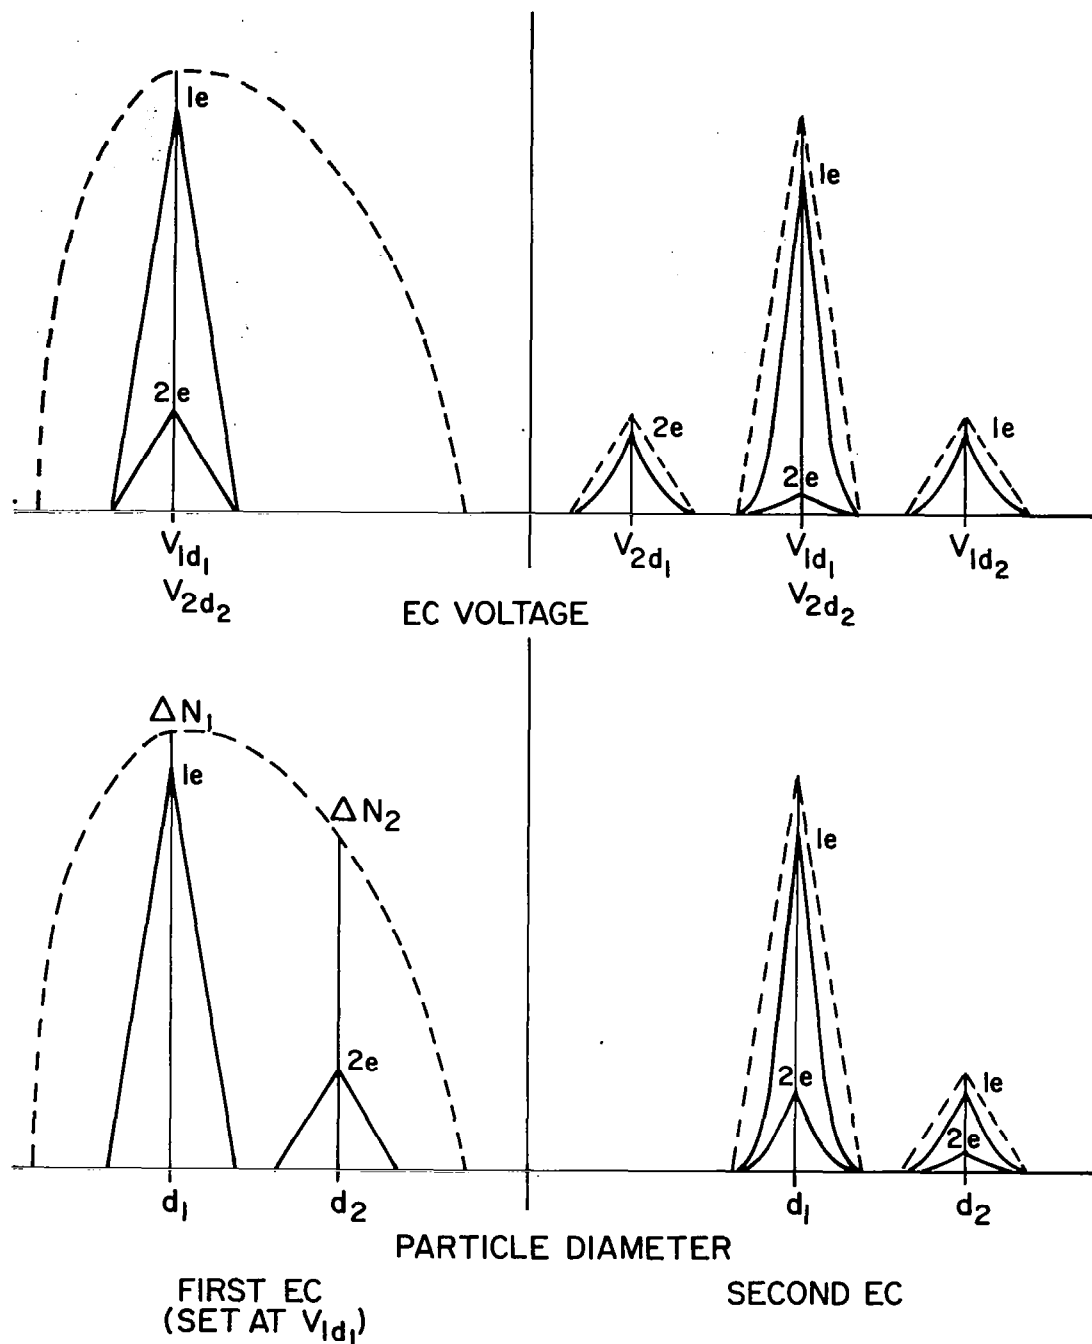 1e
2e
V1d1
V2d2
1e
2e
2e
1e
V2d1
V1d1
V2d2
V1d2
EC VOLTAGE
ΔN1
1e
ΔN2
2e
1e
2e
1e
2e
d1
d2
d1
d2
PARTICLE DIAMETER
FIRST EC
(SET AT V1d1)
SECOND EC